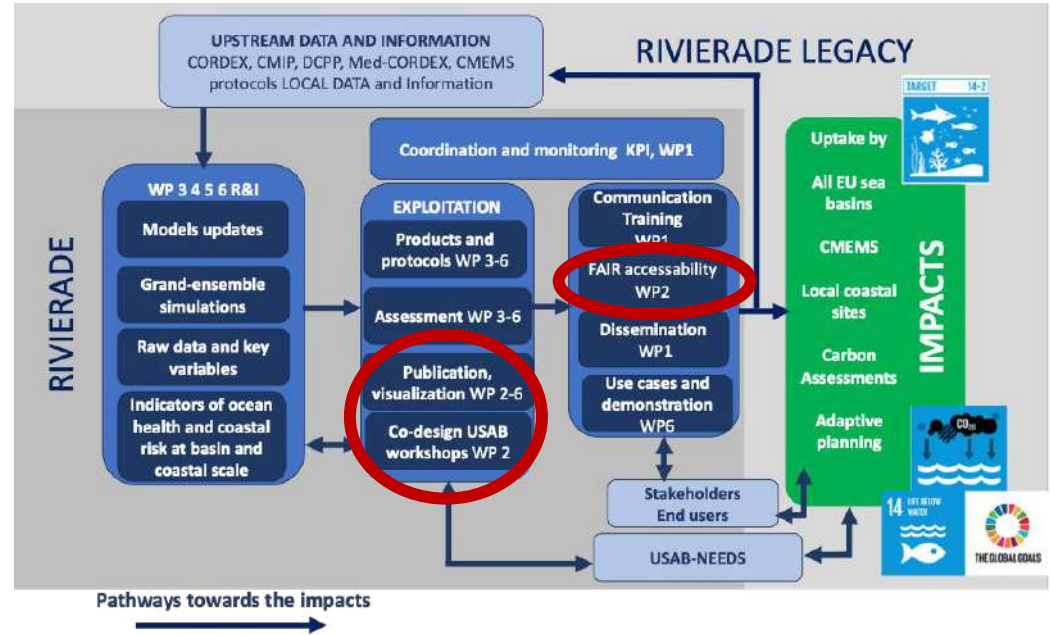 UPSTREAM DATA AND INFORMATION
CORDEX, CMIP, DCPP, Med-CORDEX, CMEMS
protocols LOCAL DATA and Information
RIVIERADE LEGACY
TARGET 14-2
Coordination and monitoring KPI, WP1
RIVIERADE
WP 3 4 5 6 R&I
Models updates
Grand-ensemble
simulations
Raw data and key
variables
Indicators of ocean
health and coastal
risk at basin and
coastal scale
EXPLOITATION
Products and
protocols WP 3-6
Assessment WP 3-6
Publication,
visualization WP 2-6
Co-design USAB
workshops WP 2
Communication
Training
WP1
FAIR accessability
WP2
Dissemination
WP1
Use cases and
demonstration
WP6
Stakeholders
End users
USAB-NEEDS
Uptake by
All EU sea
basins
CMEMS
Local coastal
sites
Carbon
Assessments
Adaptive
planning
IMPACTS
14 LIFE BELOW
WATER
THE GLOBAL GOALS
Pathways towards the impacts